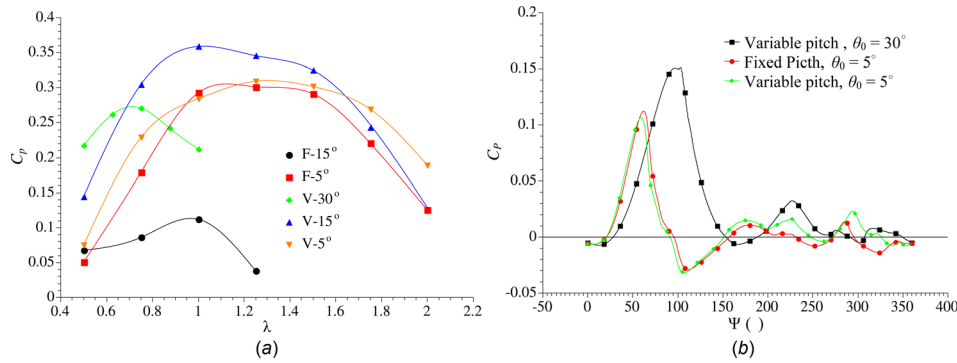 (a)
0.4
0.35
0.3
0.25
0.2
0.15
0.1
0.05
0
Cp
0.4 0.6 0.8 1 1.2 1.4 1.6 1.8 2 2.2
λ
F-15°
F-5°
V-30°
V-15°
V-5°
(a)
(b)
0.2
0.15
0.1
0.05
0
-0.05
CP
-50 0 50 100 150 200 250 300 350 400
Ψ ( )
Variable pitch , θ0 = 30°
Fixed Picth, θ0 = 5°
Variable pitch, θ0 = 5°
(b)